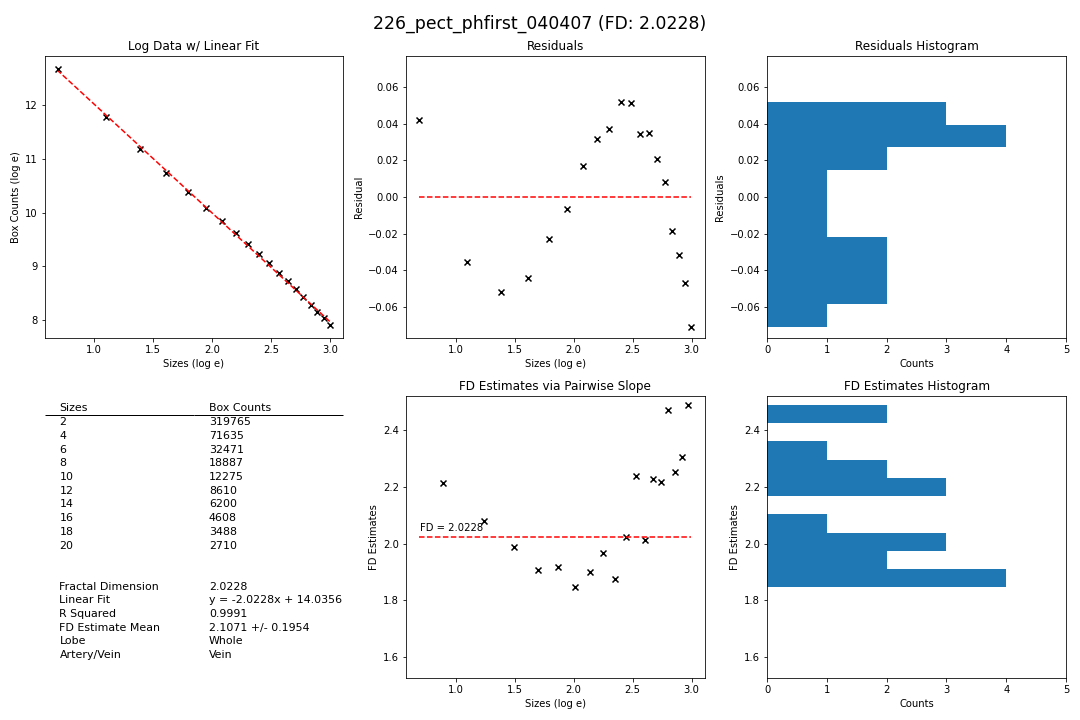 226_pect_phfirst_040407 (FD: 2.0228)
Log Data w/ Linear Fit
Box Counts (log e)
12
11
10
9
8
1.0 1.5 2.0 2.5 3.0
Sizes (log e)
Residuals
Residual
0.06
0.04
0.02
0.00
−0.02
−0.04
−0.06
1.0 1.5 2.0 2.5 3.0
Sizes (log e)
Residuals Histogram
Residuals
0.06
0.04
0.02
0.00
−0.02
−0.04
−0.06
0 1 2 3 4 5
Counts
Sizes Box Counts
2 319765
4 71635
6 32471
8 18887
10 12275
12 8610
14 6200
16 4608
18 3488
20 2710
Fractal Dimension 2.0228
Linear Fit y = -2.0228x + 14.0356
R Squared 0.9991
FD Estimate Mean 2.1071 +/- 0.1954
Lobe Whole
Artery/Vein Vein
FD Estimates via Pairwise Slope
FD Estimates
2.4
2.2
2.0
1.8
1.6
FD = 2.0228
1.0 1.5 2.0 2.5 3.0
Sizes (log e)
FD Estimates Histogram
FD Estimates
2.4
2.2
2.0
1.8
1.6
0 1 2 3 4 5
Counts